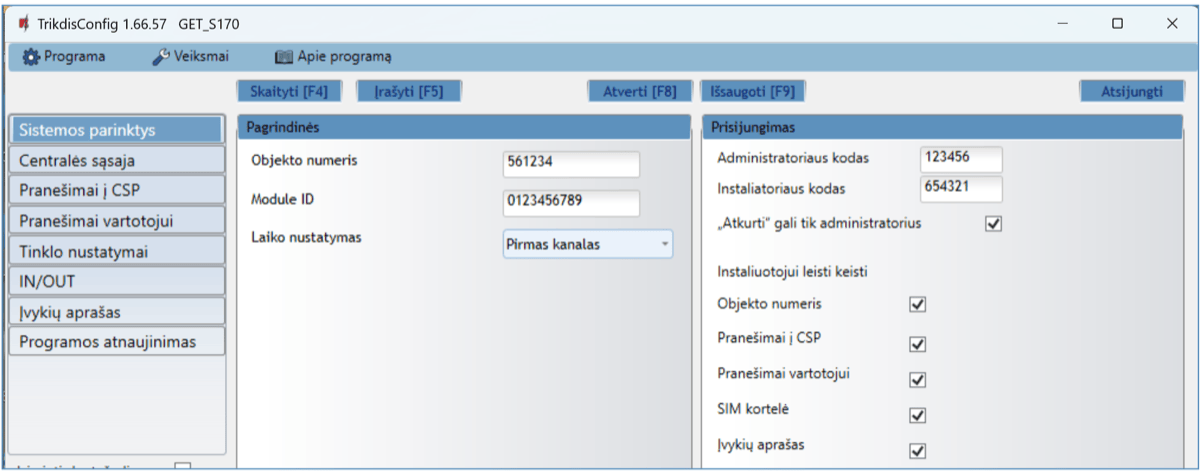 TrikdisConfig 1.66.57 GET_S170
Programa Veiksmai Apie programą
Skaityti [F4] Įrašyti [F5] Atverti [F8] Išsaugoti [F9] Atsijungti
Sistemos parinktys
Centralės sąsaja
Pranešimai į CSP
Pranešimai vartotojui
Tinklo nustatymai
IN/OUT
Įvykių aprašas
Programos atnaujinimas
Pagrindinės
Objekto numeris 561234
Module ID 0123456789
Laiko nustatymas Pirmas kanalas
Prisijungimas
Administratoriaus kodas 123456
Instaliatoriaus kodas 654321
„Atkurti“ gali tik administratorius
Instaliuotojui leisti keisti
Objekto numeris
Pranešimai į CSP
Pranešimai vartotojui
SIM kortelė
Įvykių aprašas